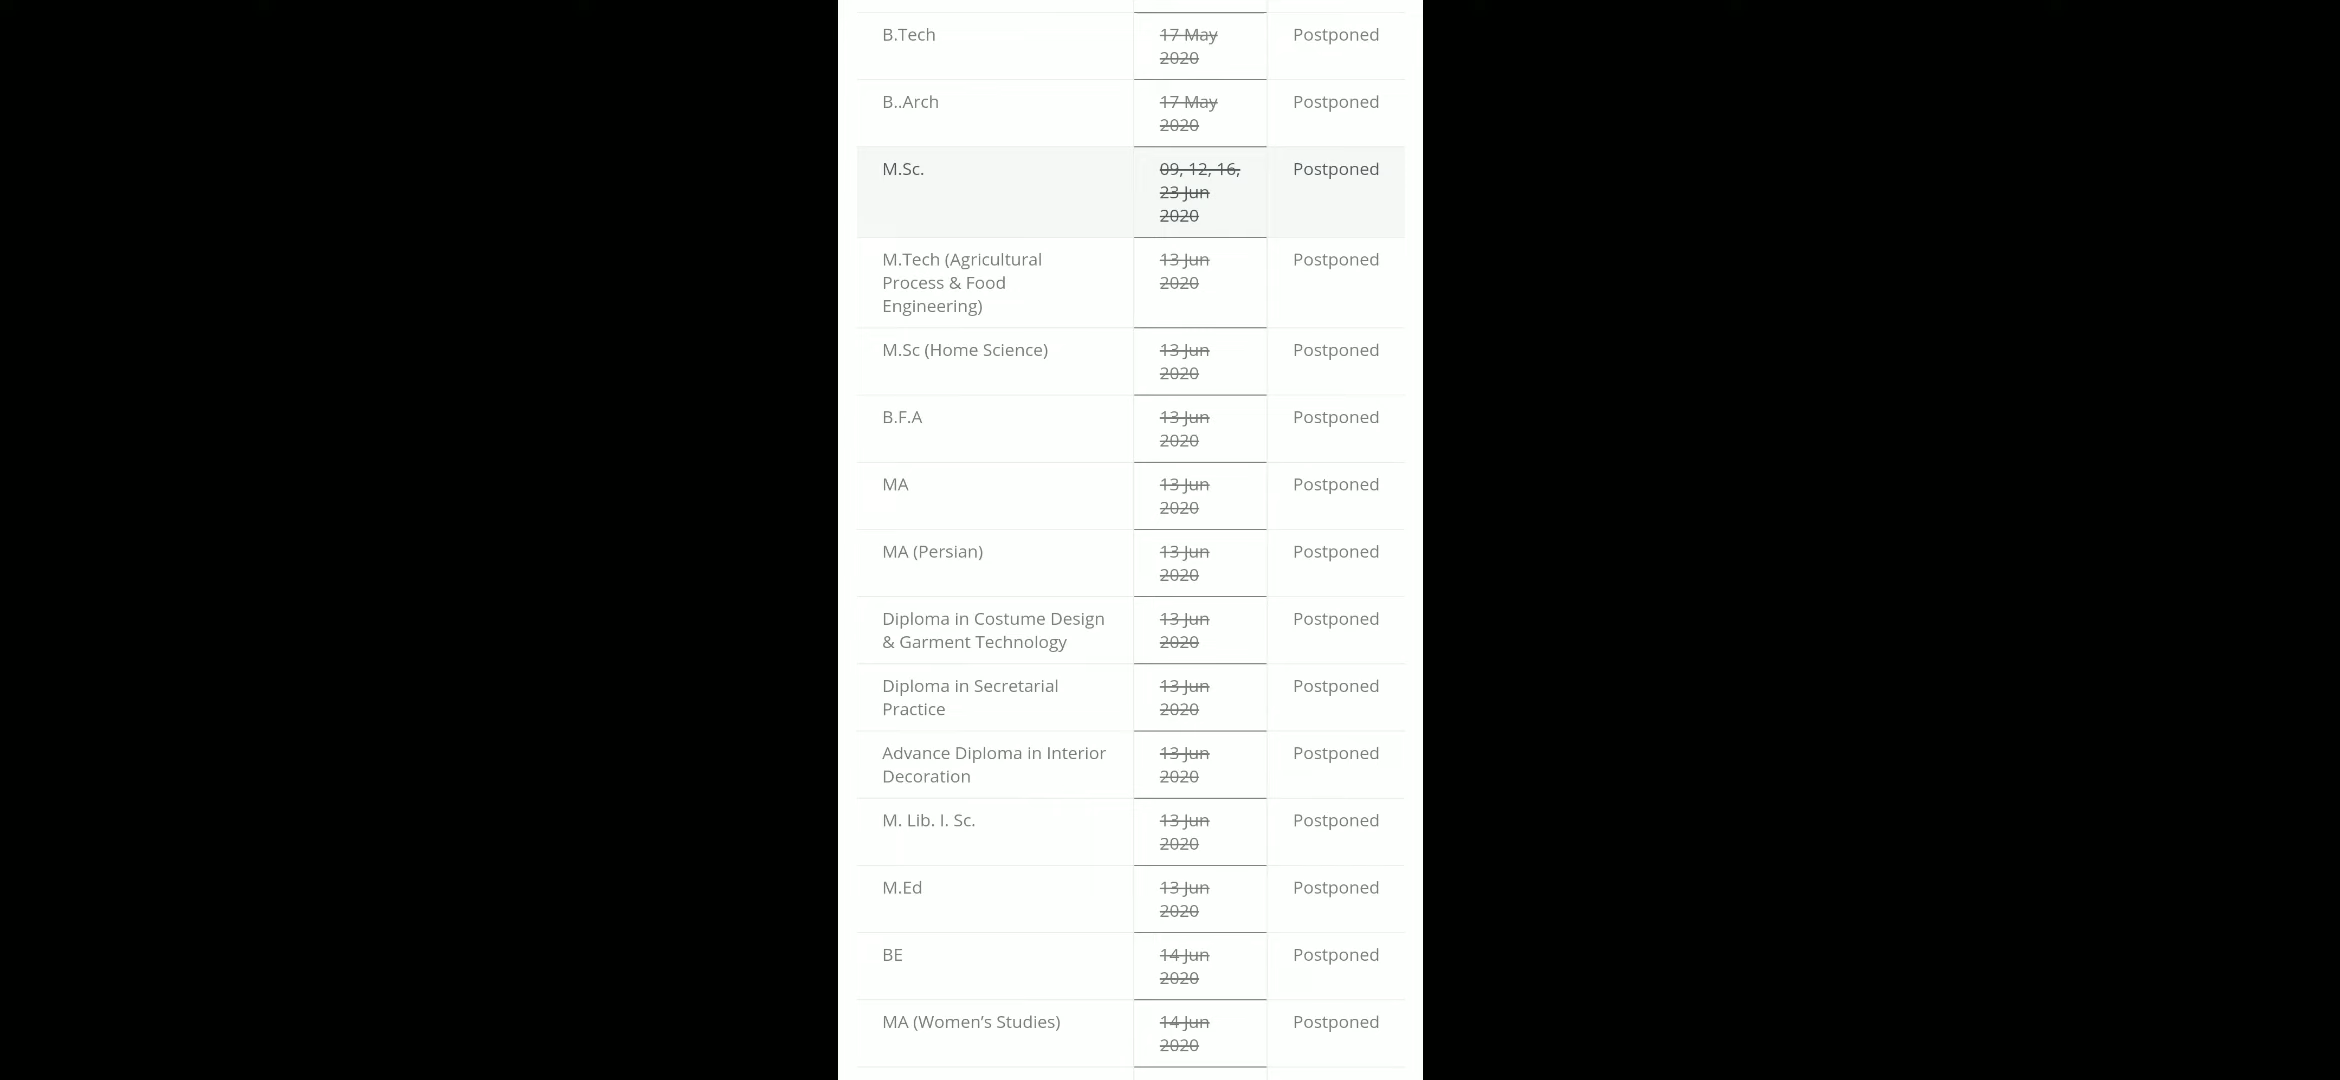 B.Tech
17 May
2020
Postponed
B..Arch
17 May
2020
Postponed
M.Sc.
09, 12, 16,
23 Jun
2020
Postponed
M.Tech (Agricultural
Process & Food
Engineering)
13 Jun
2020
Postponed
M.Sc (Home Science)
13 Jun
2020
Postponed
B.F.A
13 Jun
2020
Postponed
MA
13 Jun
2020
Postponed
MA (Persian)
13 Jun
2020
Postponed
Diploma in Costume Design
& Garment Technology
13 Jun
2020
Postponed
Diploma in Secretarial
Practice
13 Jun
2020
Postponed
Advance Diploma in Interior
Decoration
13 Jun
2020
Postponed
M. Lib. I. Sc.
13 Jun
2020
Postponed
M.Ed
13 Jun
2020
Postponed
BE
14 Jun
2020
Postponed
MA (Women’s Studies)
14 Jun
2020
Postponed